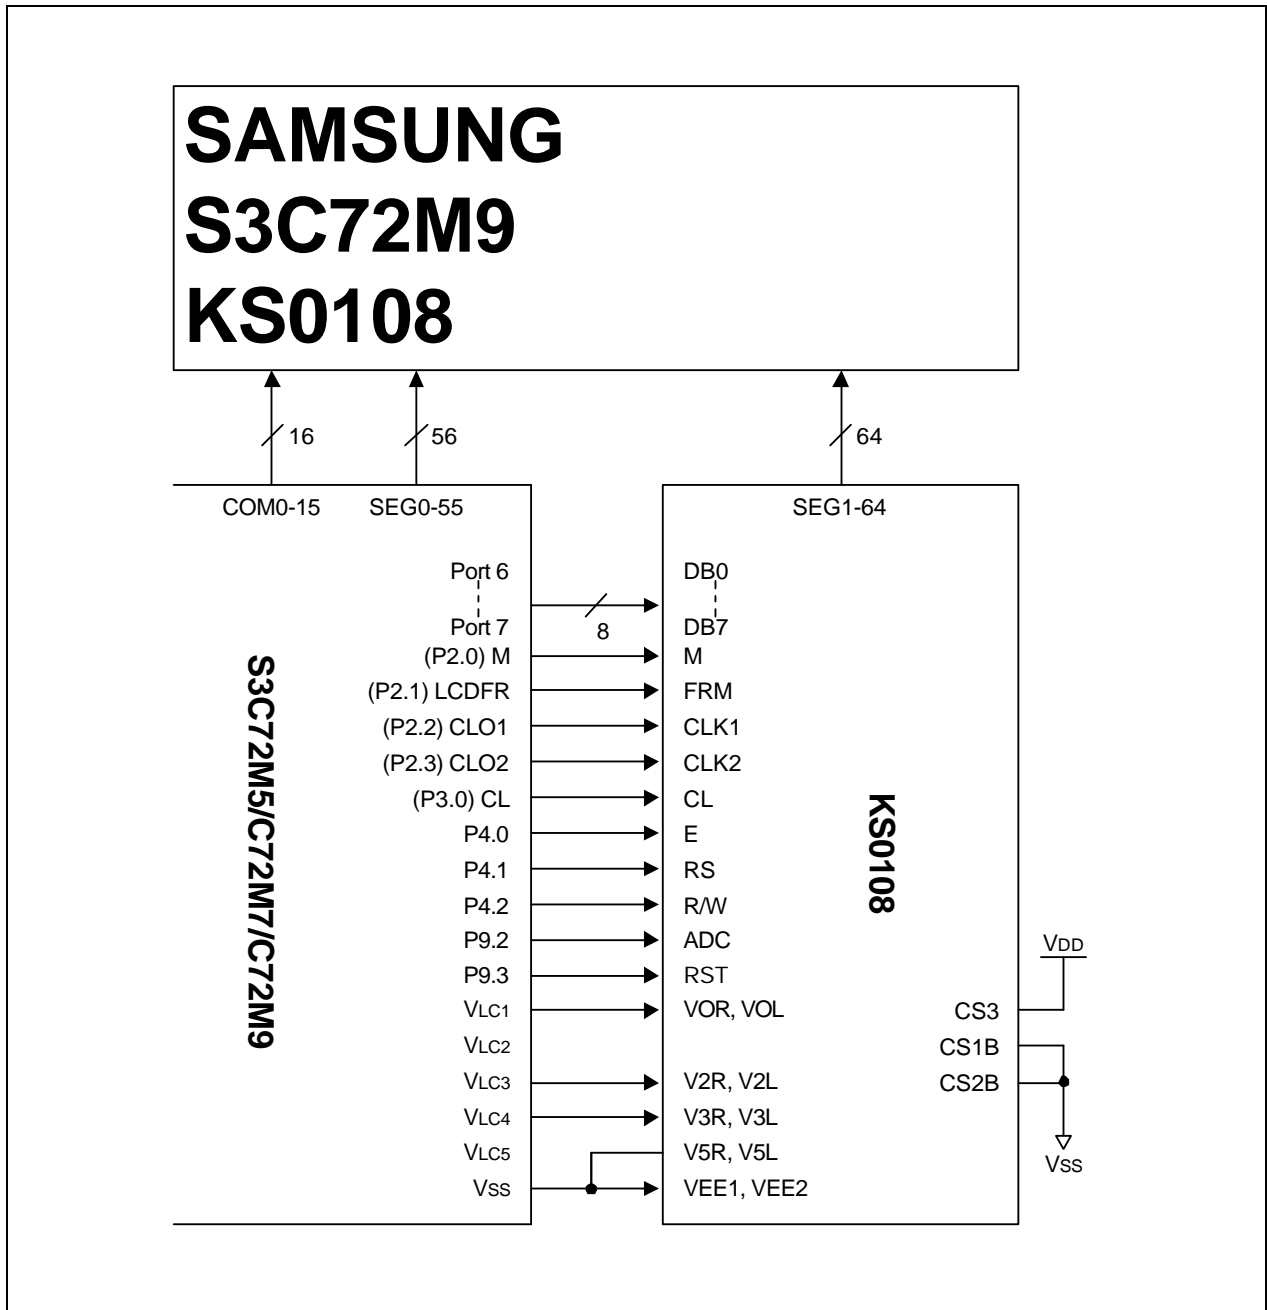 SAMSUNG
S3C72M9
KS0108
16
56
64
COM0-15 SEG0-55
SEG1-64
Port 6
DB0
Port 7
8
DB7
(P2.0) M
M
(P2.1) LCDFR
FRM
(P2.2) CLO1
CLK1
(P2.3) CLO2
CLK2
(P3.0) CL
CL
P4.0
E
P4.1
RS
P4.2
R/W
P9.2
ADC
P9.3
RST
VLC1
VOR, VOL
VLC2
VLC3
V2R, V2L
VLC4
V3R, V3L
VLC5
V5R, V5L
VSS
VEE1, VEE2
S3C72M5/C72M7/C72M9
KS0108
VDD
CS3
CS1B
CS2B
VSS